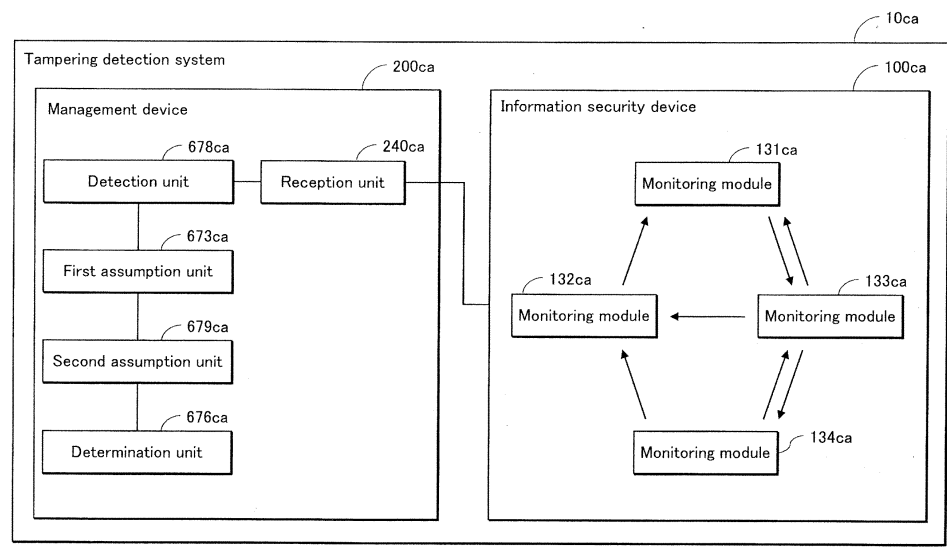 10ca
Tampering detection system
200ca
100ca
Management device
Information security device
678ca
240ca
131ca
Detection unit
Reception unit
Monitoring module
673ca
First assumption unit
132ca
133ca
Monitoring module
Monitoring module
679ca
Second assumption unit
676ca
Determination unit
Monitoring module
134ca